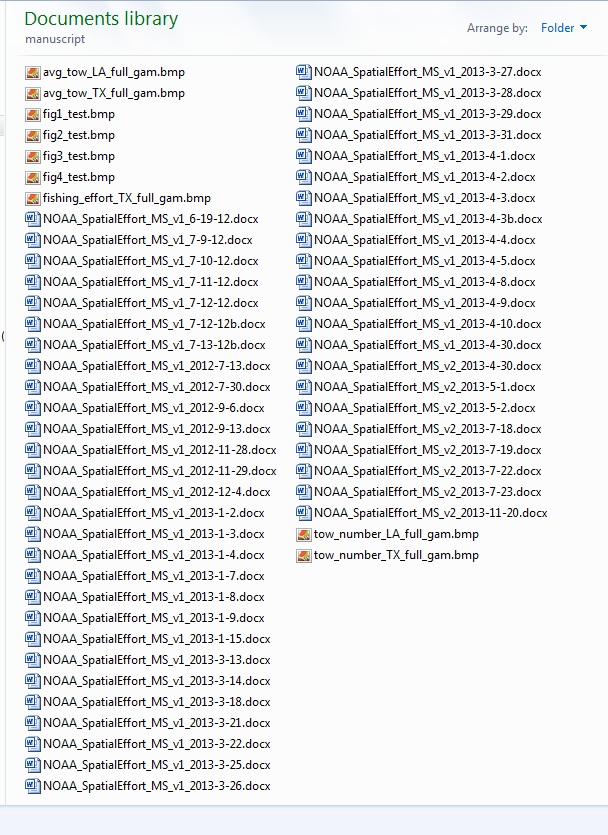 Documents library
manuscript
Arrange by: Folder
avg_tow_LA_full_gam.bmp
avg_tow_TX_full_gam.bmp
fig1_test.bmp
fig2_test.bmp
fig3_test.bmp
fig4_test.bmp
fishing_effort_TX_full_gam.bmp
NOAA_SpatialEffort_MS_v1_6-19-12.docx
NOAA_SpatialEffort_MS_v1_7-9-12.docx
NOAA_SpatialEffort_MS_v1_7-10-12.docx
NOAA_SpatialEffort_MS_v1_7-11-12.docx
NOAA_SpatialEffort_MS_v1_7-12-12.docx
NOAA_SpatialEffort_MS_v1_7-12-12b.docx
NOAA_SpatialEffort_MS_v1_7-13-12b.docx
NOAA_SpatialEffort_MS_v1_2012-7-13.docx
NOAA_SpatialEffort_MS_v1_2012-7-30.docx
NOAA_SpatialEffort_MS_v1_2012-9-6.docx
NOAA_SpatialEffort_MS_v1_2012-9-13.docx
NOAA_SpatialEffort_MS_v1_2012-11-28.docx
NOAA_SpatialEffort_MS_v1_2012-11-29.docx
NOAA_SpatialEffort_MS_v1_2012-12-4.docx
NOAA_SpatialEffort_MS_v1_2013-1-2.docx
NOAA_SpatialEffort_MS_v1_2013-1-3.docx
NOAA_SpatialEffort_MS_v1_2013-1-4.docx
NOAA_SpatialEffort_MS_v1_2013-1-7.docx
NOAA_SpatialEffort_MS_v1_2013-1-8.docx
NOAA_SpatialEffort_MS_v1_2013-1-9.docx
NOAA_SpatialEffort_MS_v1_2013-1-15.docx
NOAA_SpatialEffort_MS_v1_2013-3-13.docx
NOAA_SpatialEffort_MS_v1_2013-3-14.docx
NOAA_SpatialEffort_MS_v1_2013-3-18.docx
NOAA_SpatialEffort_MS_v1_2013-3-21.docx
NOAA_SpatialEffort_MS_v1_2013-3-22.docx
NOAA_SpatialEffort_MS_v1_2013-3-25.docx
NOAA_SpatialEffort_MS_v1_2013-3-26.docx
NOAA_SpatialEffort_MS_v1_2013-3-27.docx
NOAA_SpatialEffort_MS_v1_2013-3-28.docx
NOAA_SpatialEffort_MS_v1_2013-3-29.docx
NOAA_SpatialEffort_MS_v1_2013-3-31.docx
NOAA_SpatialEffort_MS_v1_2013-4-1.docx
NOAA_SpatialEffort_MS_v1_2013-4-2.docx
NOAA_SpatialEffort_MS_v1_2013-4-3.docx
NOAA_SpatialEffort_MS_v1_2013-4-3b.docx
NOAA_SpatialEffort_MS_v1_2013-4-4.docx
NOAA_SpatialEffort_MS_v1_2013-4-5.docx
NOAA_SpatialEffort_MS_v1_2013-4-8.docx
NOAA_SpatialEffort_MS_v1_2013-4-9.docx
NOAA_SpatialEffort_MS_v1_2013-4-10.docx
NOAA_SpatialEffort_MS_v1_2013-4-30.docx
NOAA_SpatialEffort_MS_v2_2013-4-30.docx
NOAA_SpatialEffort_MS_v2_2013-5-1.docx
NOAA_SpatialEffort_MS_v2_2013-5-2.docx
NOAA_SpatialEffort_MS_v2_2013-7-18.docx
NOAA_SpatialEffort_MS_v2_2013-7-19.docx
NOAA_SpatialEffort_MS_v2_2013-7-22.docx
NOAA_SpatialEffort_MS_v2_2013-7-23.docx
NOAA_SpatialEffort_MS_v2_2013-11-20.docx
tow_number_LA_full_gam.bmp
tow_number_TX_full_gam.bmp